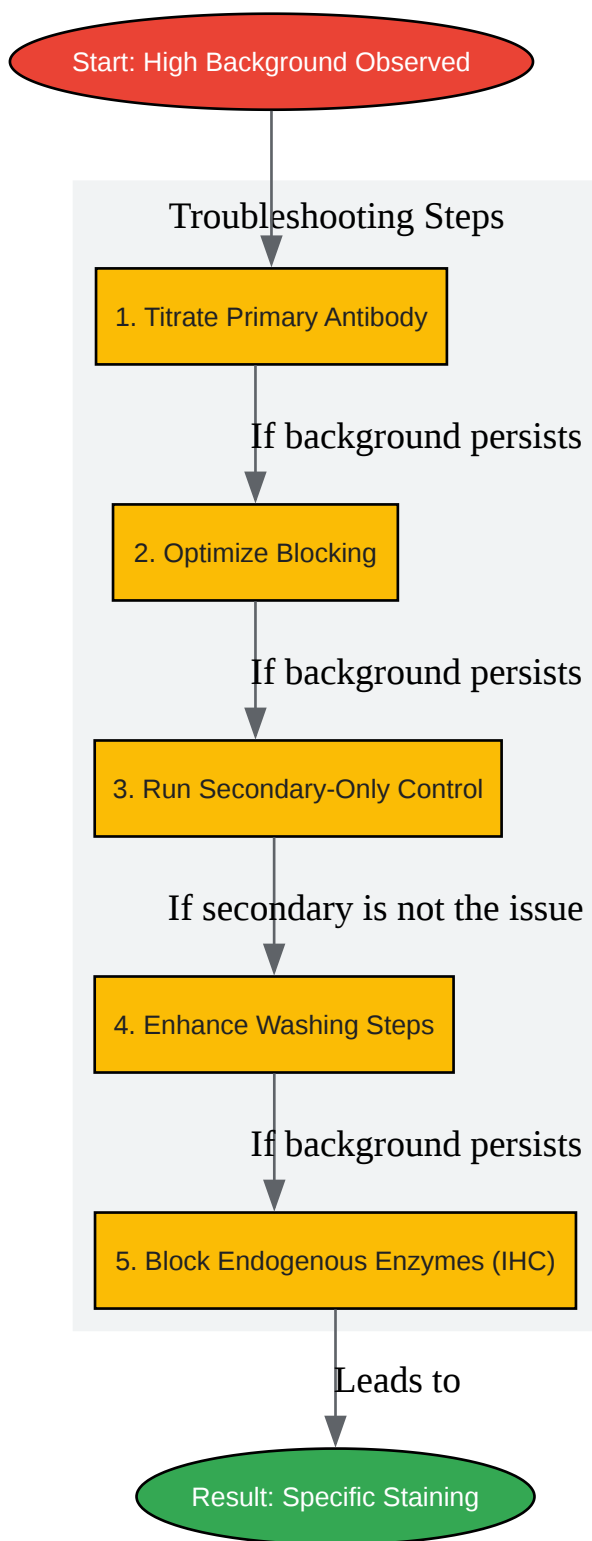 Start: High Background Observed
Troubleshooting Steps
1. Titrate Primary Antibody
If background persists
2. Optimize Blocking
If background persists
3. Run Secondary-Only Control
If secondary is not the issue
4. Enhance Washing Steps
If background persists
5. Block Endogenous Enzymes (IHC)
Leads to
Result: Specific Staining